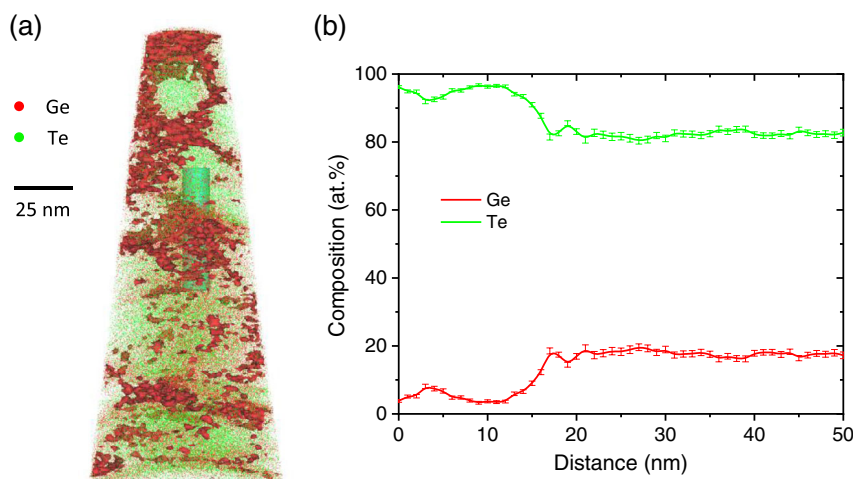 (a)
Ge
Te
25 nm
(b)
Composition (at.%)
100
80
60
40
20
0
Ge
Te
0
10
20
30
40
50
Distance (nm)